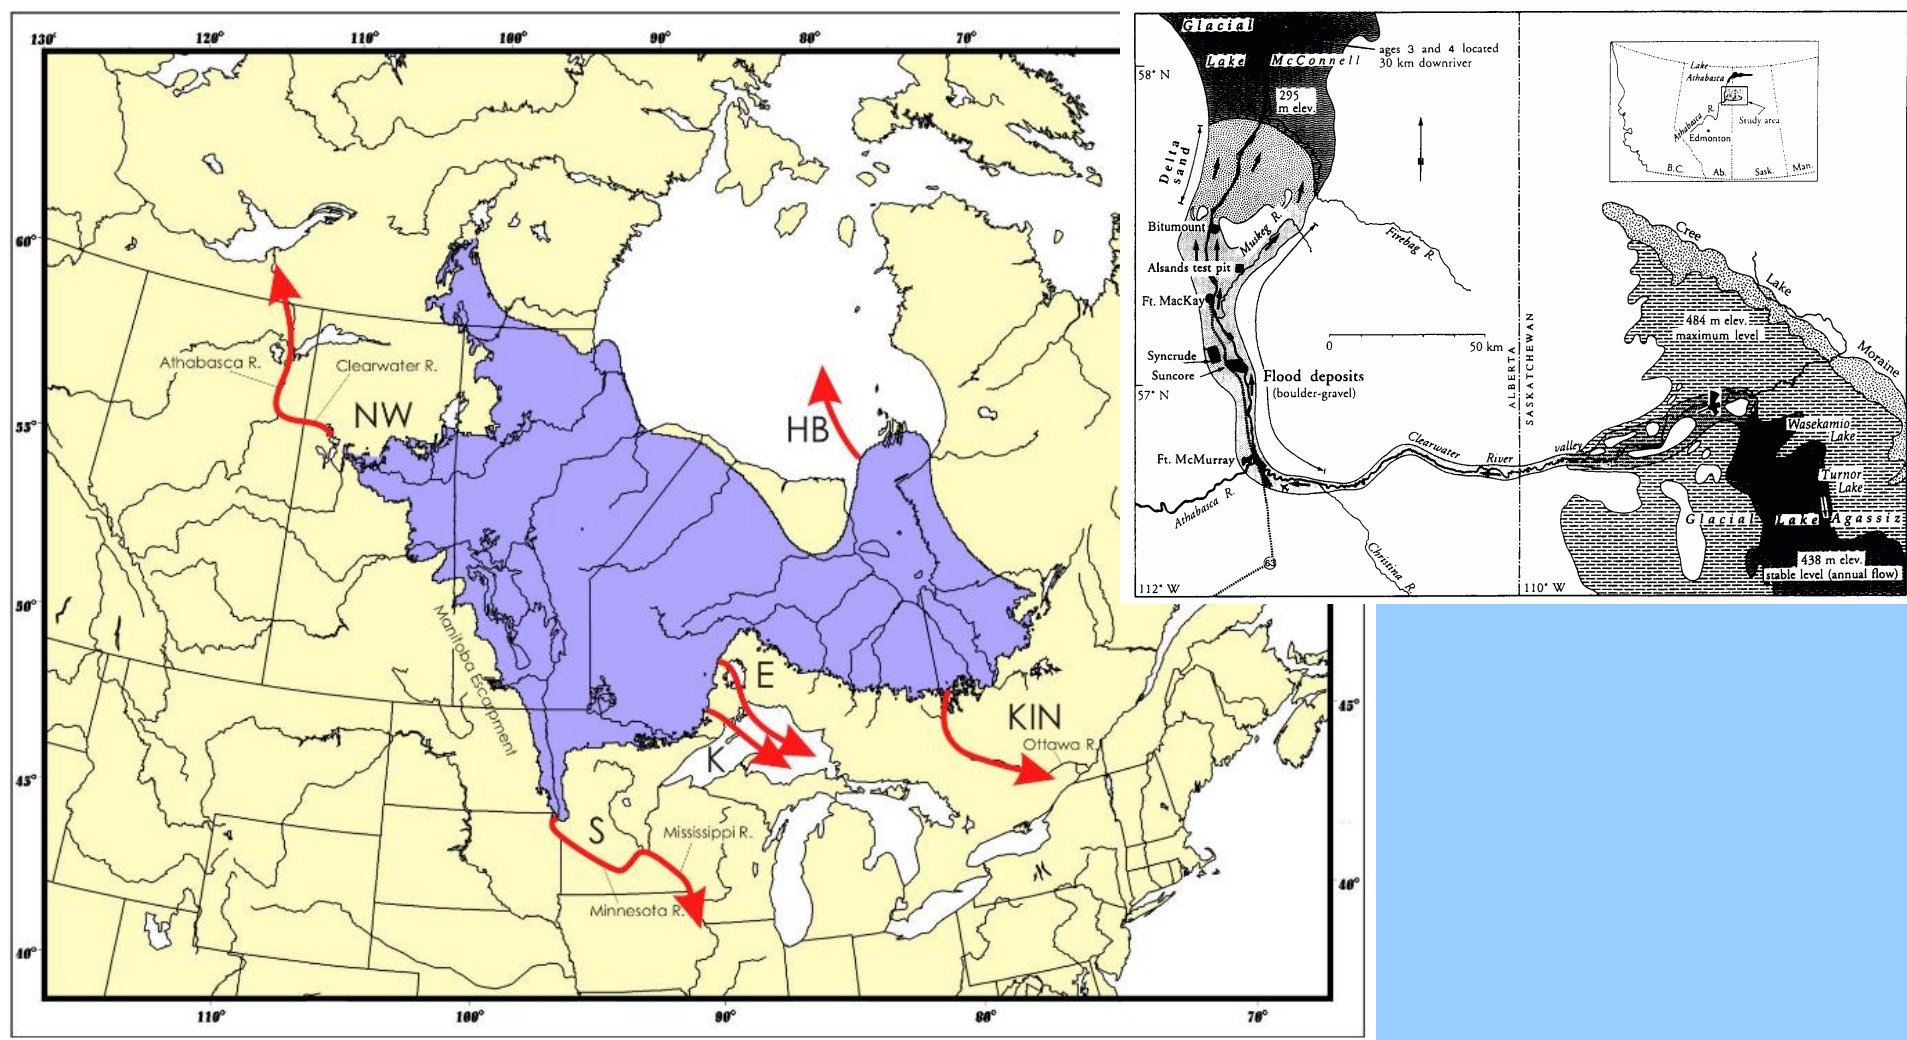 130°
120°
110°
100°
90°
80°
70°
60°
55°
50°
45°
40°
45°
40°
110°
100°
90°
80°
70°
Athabasca R.
Clearwater R.
NW
HB
Manitoba Escarpment
E
K
KIN
Ottawa R.
S
Mississippi R.
Minnesota R.
Glacial
Lake McConnell
ages 3 and 4 located
30 km downriver
58° N
295
m elev.
Delta
sand
Bitumount
Muskeg R.
Alsands test pit
Ft. MacKay
Syncrude
Suncore
57° N
Flood deposits
(boulder-gravel)
Ft. McMurray
Athabasca R.
Clearwater River valley
Christina R.
63
112° W
110° W
Firebag R.
0 50 km
ALBERTA
SASKATCHEWAN
Lake
Athabasca
Athabasca R.
Study area
Edmonton
B.C. Ab. Sask. Man.
Cree Lake Moraine
484 m elev.
maximum level
Wasekamio
Lake
Turnor
Lake
Glacial Lake Agassiz
438 m elev.
stable level (annual flow)